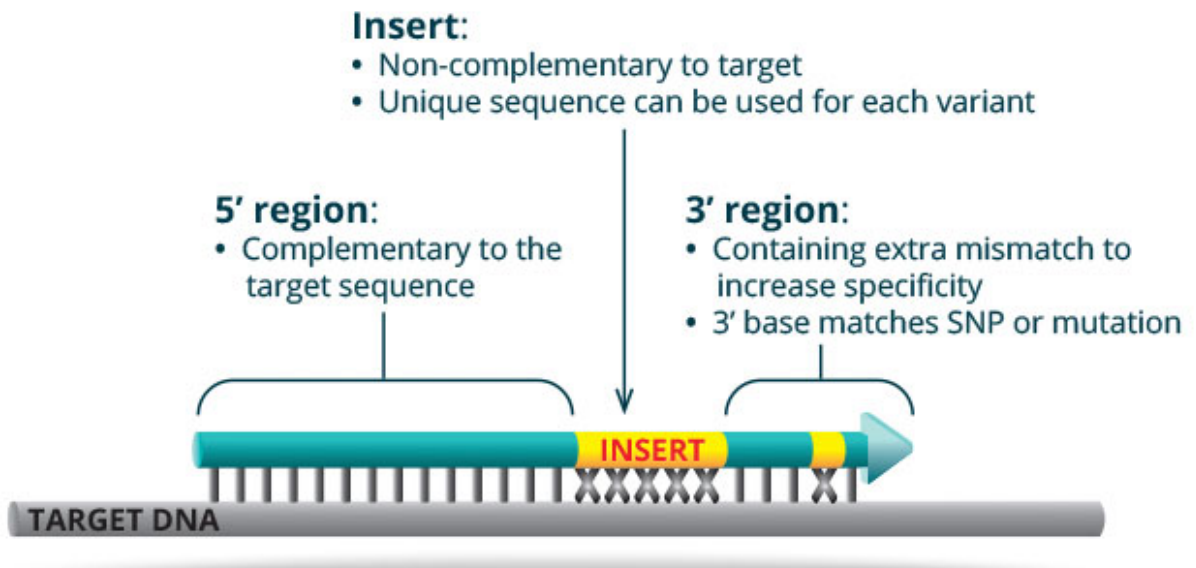 Insert:
• Non-complementary to target
• Unique sequence can be used for each variant
5’ region:
• Complementary to the
target sequence
3’ region:
• Containing extra mismatch to
increase specificity
• 3’ base matches SNP or mutation
INSERT
TARGET DNA